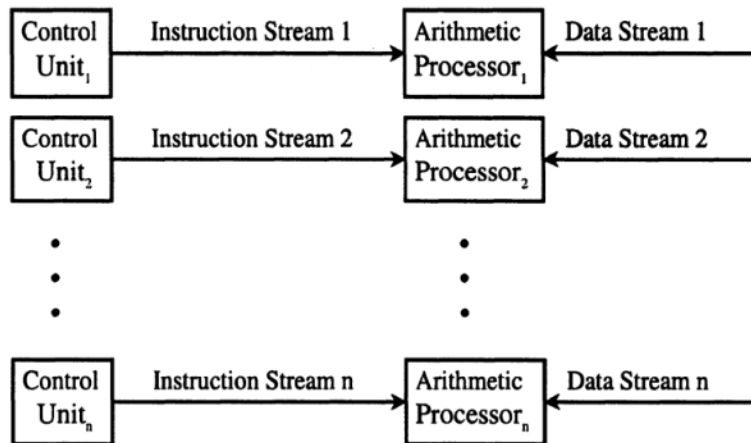 Control Instruction Stream 1 Arithmetic Data Stream 1
Unit₁ Processor₁
Control Instruction Stream 2 Arithmetic Data Stream 2
Unit₂ Processor₂
Control Instruction Stream n Arithmetic Data Stream n
Unitₙ Processorₙ